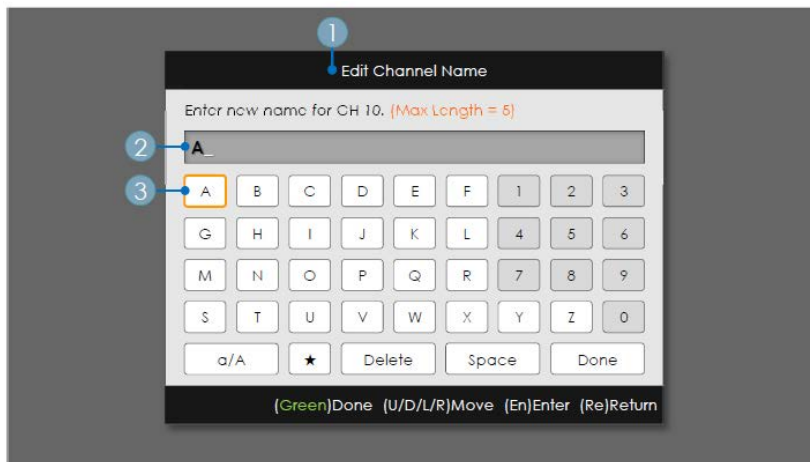 1
Edit Channel Name
Enter new name for CH 10. (Max Length = 5)
2 A_
3 A B C D E F 1 2 3
G H I J K L 4 5 6
M N O P Q R 7 8 9
S T U V W X Y Z 0
a/A ★ Delete Space Done
(Green)Done (U/D/L/R)Move (En)Enter (Re)Return